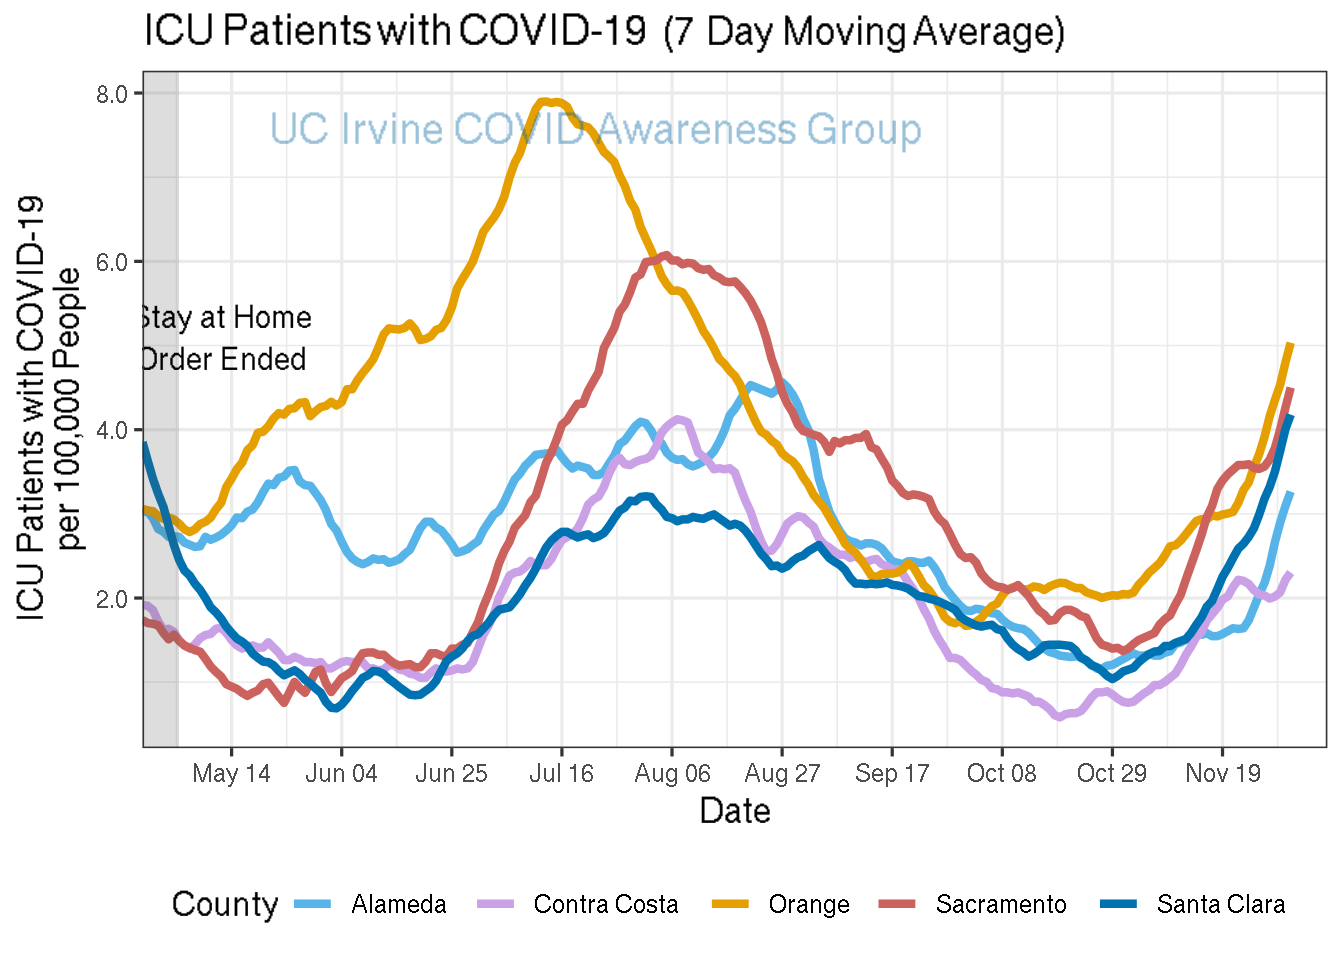 ICU Patients with COVID-19 (7 Day Moving Average)
UC Irvine COVID Awareness Group
ICU Patients with COVID-19
per 100,000 People
8.0
6.0
4.0
2.0
Stay at Home
Order Ended
May 14 Jun 04 Jun 25 Jul 16 Aug 06 Aug 27 Sep 17 Oct 08 Oct 29 Nov 19
Date
County Alameda Contra Costa Orange Sacramento Santa Clara